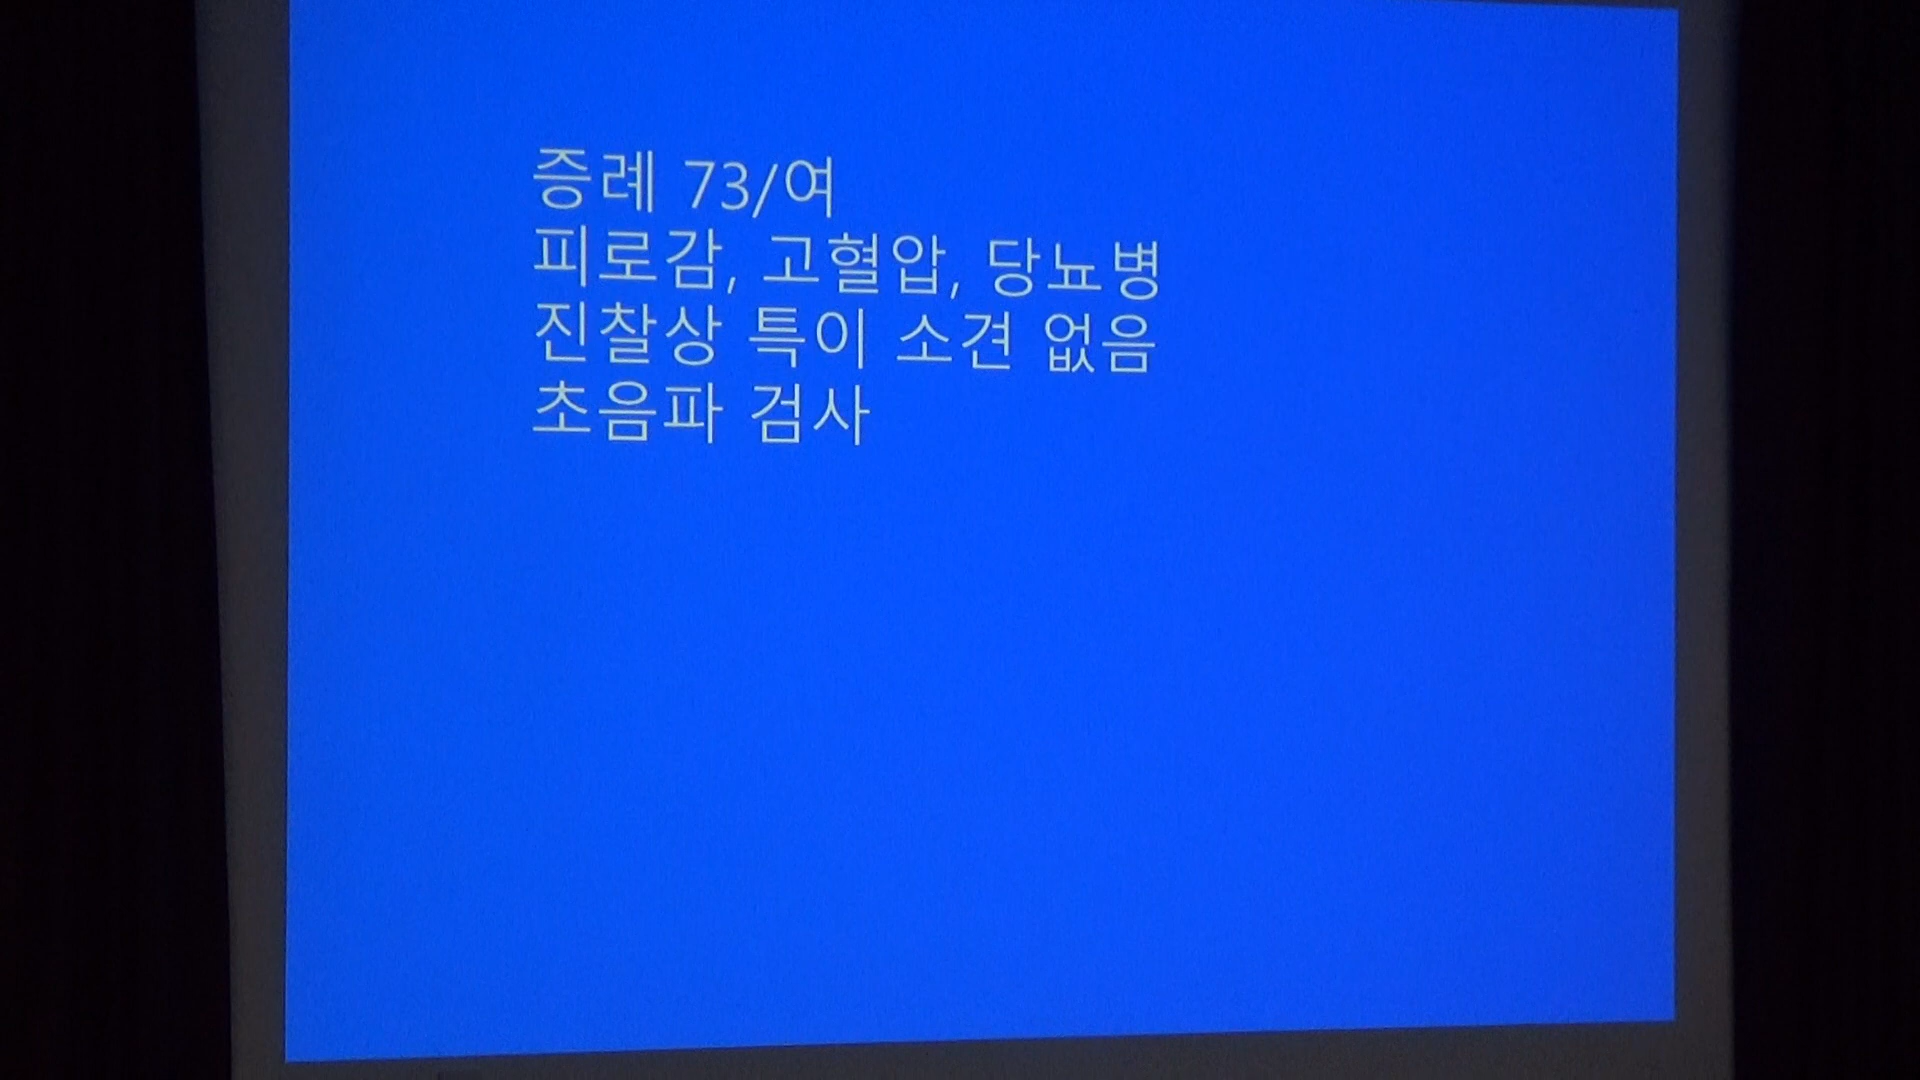 증례 73/여
피로감, 고혈압, 당뇨병
진찰상 특이 소견 없음
초음파 검사